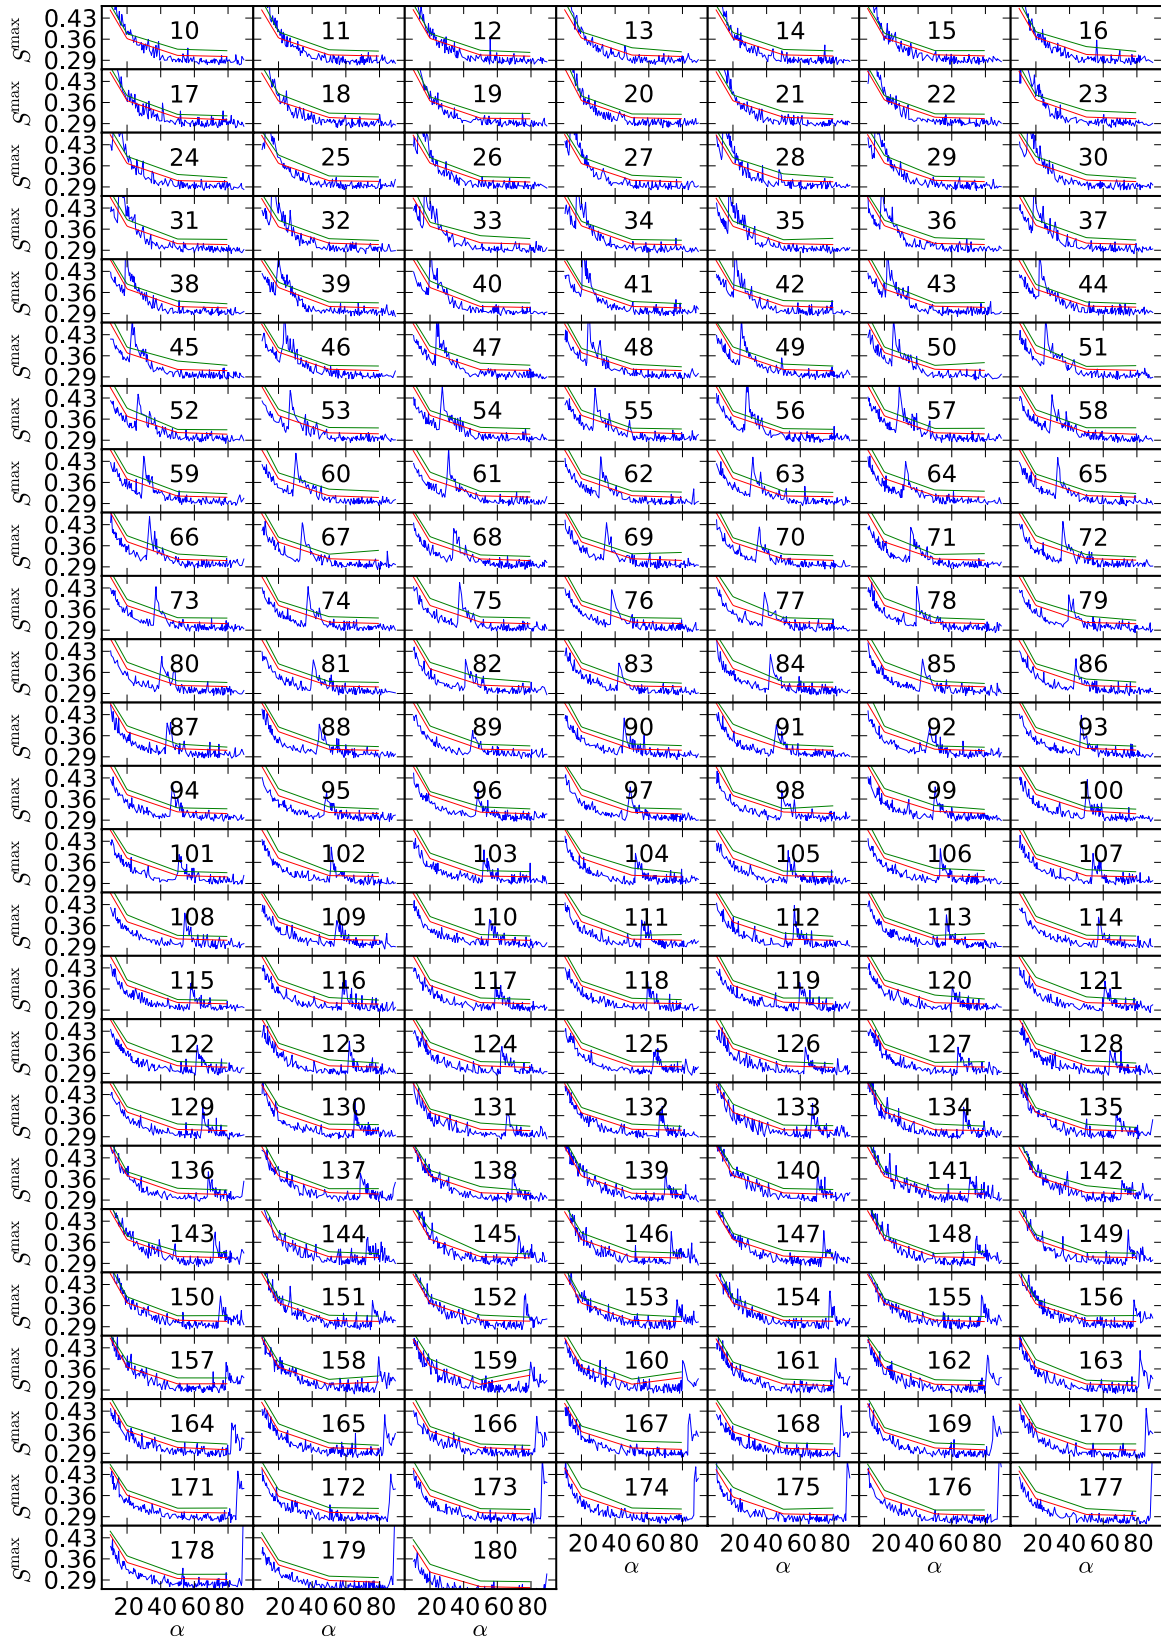 S^max 0.43 0.36 0.29 10 11 12 13 14 15 16
S^max 0.43 0.36 0.29 17 18 19 20 21 22 23
S^max 0.43 0.36 0.29 24 25 26 27 28 29 30
S^max 0.43 0.36 0.29 31 32 33 34 35 36 37
S^max 0.43 0.36 0.29 38 39 40 41 42 43 44
S^max 0.43 0.36 0.29 45 46 47 48 49 50 51
S^max 0.43 0.36 0.29 52 53 54 55 56 57 58
S^max 0.43 0.36 0.29 59 60 61 62 63 64 65
S^max 0.43 0.36 0.29 66 67 68 69 70 71 72
S^max 0.43 0.36 0.29 73 74 75 76 77 78 79
S^max 0.43 0.36 0.29 80 81 82 83 84 85 86
S^max 0.43 0.36 0.29 87 88 89 90 91 92 93
S^max 0.43 0.36 0.29 94 95 96 97 98 99 100
S^max 0.43 0.36 0.29 101 102 103 104 105 106 107
S^max 0.43 0.36 0.29 108 109 110 111 112 113 114
S^max 0.43 0.36 0.29 115 116 117 118 119 120 121
S^max 0.43 0.36 0.29 122 123 124 125 126 127 128
S^max 0.43 0.36 0.29 129 130 131 132 133 134 135
S^max 0.43 0.36 0.29 136 137 138 139 140 141 142
S^max 0.43 0.36 0.29 143 144 145 146 147 148 149
S^max 0.43 0.36 0.29 150 151 152 153 154 155 156
S^max 0.43 0.36 0.29 157 158 159 160 161 162 163
S^max 0.43 0.36 0.29 164 165 166 167 168 169 170
S^max 0.43 0.36 0.29 171 172 173 174 175 176 177
S^max 0.43 0.36 0.29 178 179 180
20 40 60 80 20 40 60 80 20 40 60 80 20 40 60 80
α α α α
20 40 60 80 20 40 60 80 20 40 60 80
α α α